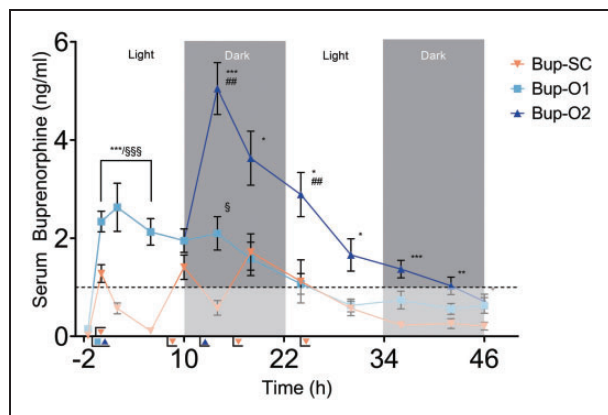 Light Dark Light Dark
Bup-SC
Bup-O1
Bup-O2
Serum Buprenorphine (ng/ml)
6
4
2
0
***/§§§
***
##
*
§
*
##
*
***
**
*
-2 10 22 34 46
Time (h)